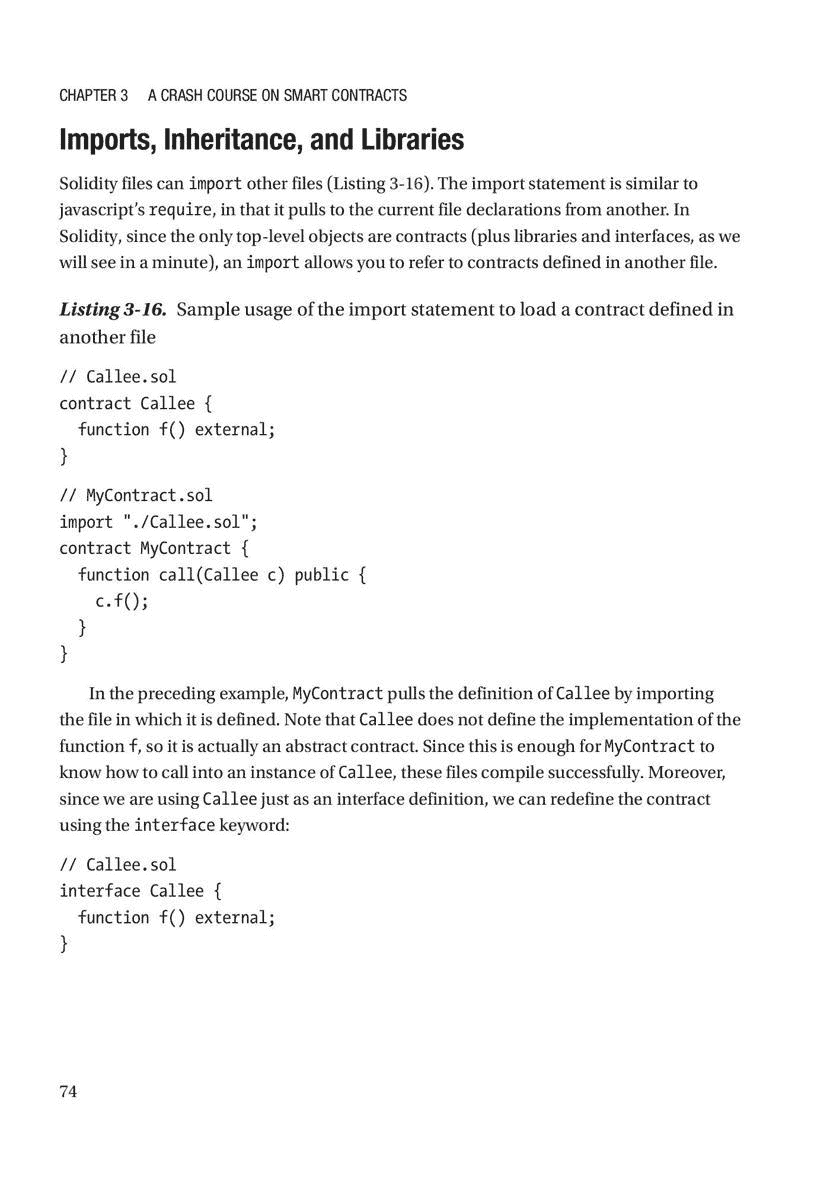 CHAPTER 3 A CRASH COURSE ON SMART CONTRACTS
Imports, Inheritance, and Libraries
Solidity files can import other files (Listing 3-16). The import statement is similar to
javascript’s require, in that it pulls to the current file declarations from another. In
Solidity, since the only top-level objects are contracts (plus libraries and interfaces, as we
will see in a minute), an import allows you to refer to contracts defined in another file.
Listing 3-16. Sample usage of the import statement to load a contract defined in
another file
// Callee.sol
contract Callee {
  function f() external;
}
// MyContract.sol
import "./Callee.sol";
contract MyContract {
  function call(Callee c) public {
    c.f();
  }
}
In the preceding example, MyContract pulls the definition of Callee by importing
the file in which it is defined. Note that Callee does not define the implementation of the
function f, so it is actually an abstract contract. Since this is enough for MyContract to
know how to call into an instance of Callee, these files compile successfully. Moreover,
since we are using Callee just as an interface definition, we can redefine the contract
using the interface keyword:
// Callee.sol
interface Callee {
  function f() external;
}
74